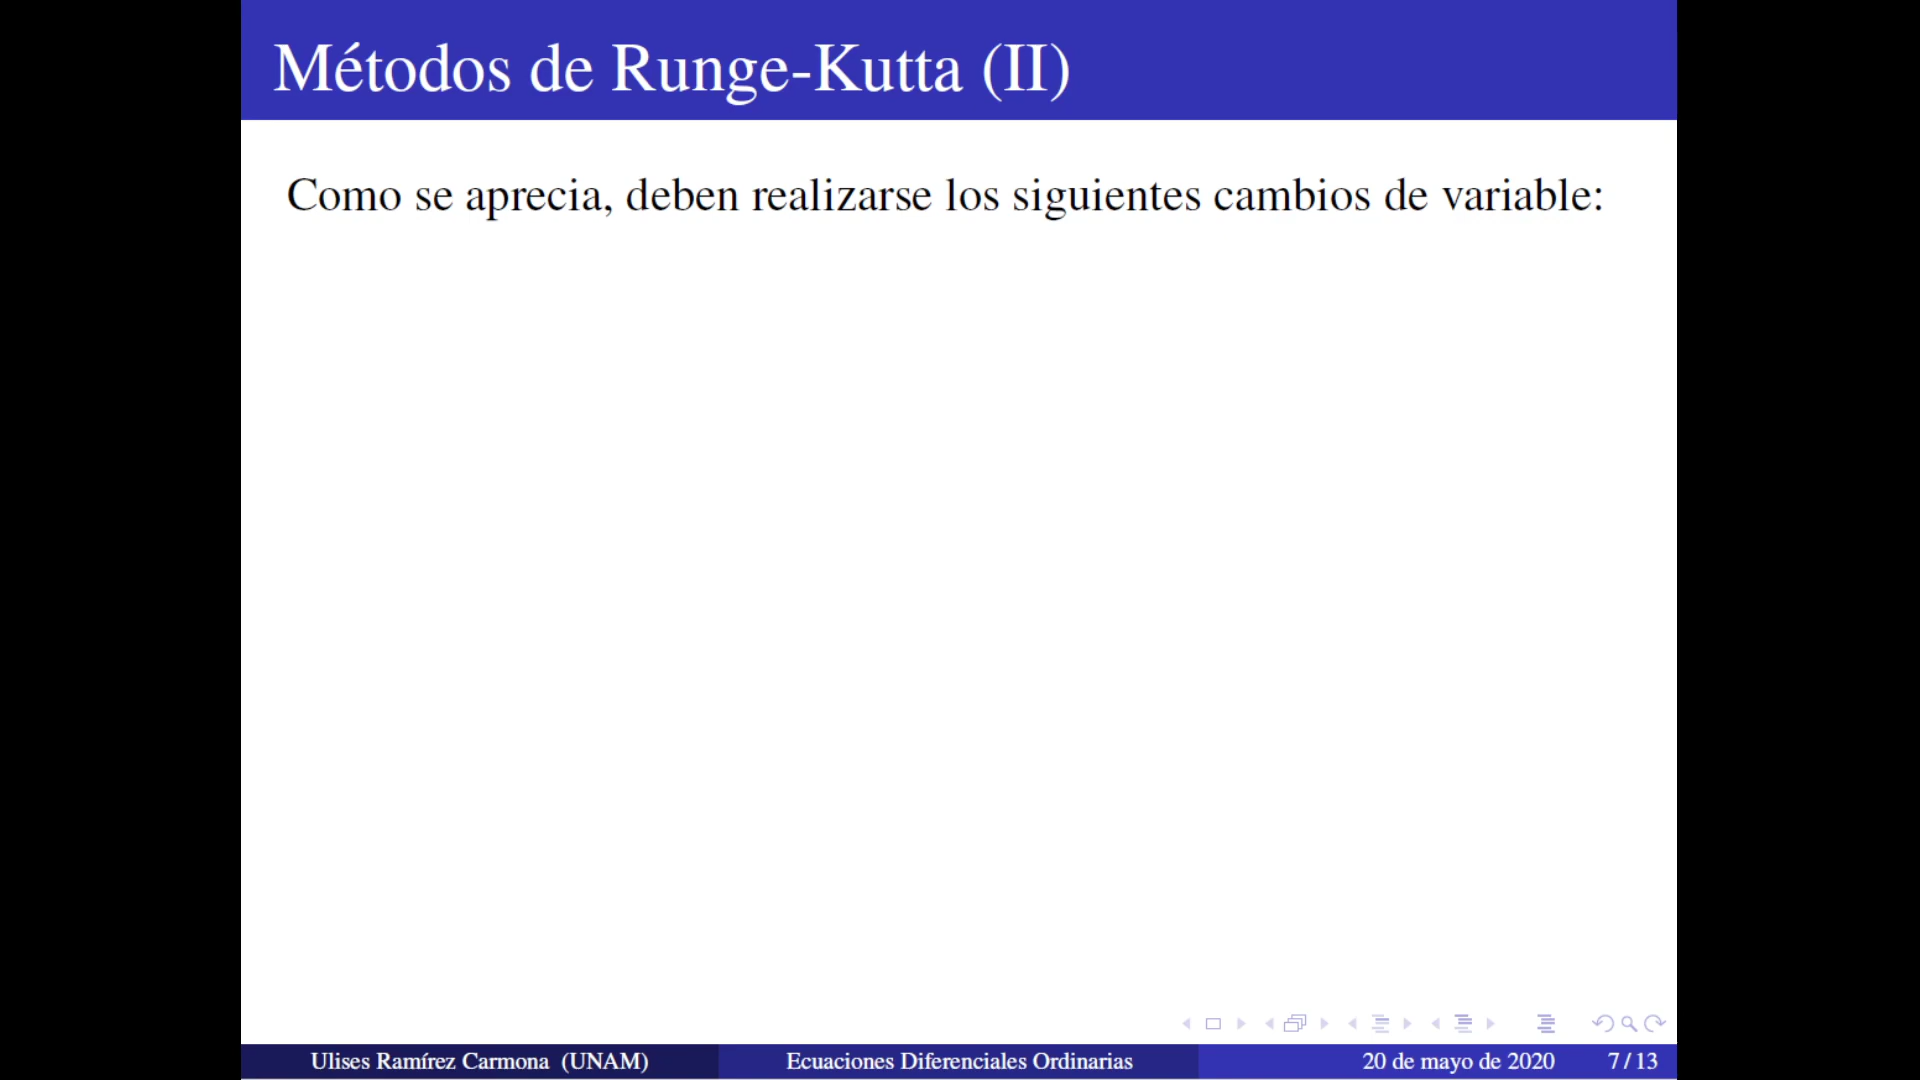 Métodos de Runge-Kutta (II)
Como se aprecia, deben realizarse los siguientes cambios de variable:
Ulises Ramírez Carmona (UNAM) Ecuaciones Diferenciales Ordinarias 20 de mayo de 2020 7 / 13